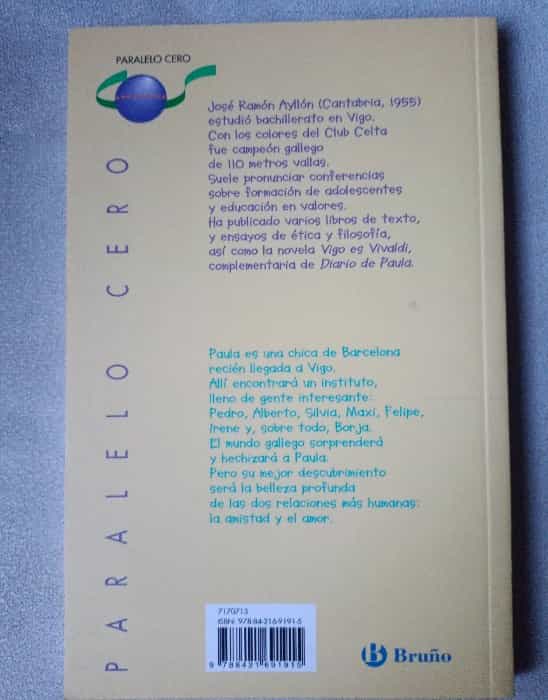 PARALELO CERO
PARALELO CERO
José Ramón Ayllón (Cantabria, 1955)
estudió bachillerato en Vigo.
Con los colores del Club Celta
fue campeón gallego
de 110 metros vallas.
Suele pronunciar conferencias
sobre formación de adolescentes
y educación en valores.
Ha publicado varios libros de texto,
y ensayos de ética y filosofía,
así como la novela Vigo es Vivaldi,
complementaria de Diario de Paula.
Paula es una chica de Barcelona
recién llegada a Vigo.
Allí encontrará un instituto,
lleno de gente interesante:
Pedro, Alberto, Silvia, Maxi, Felipe,
Irene y, sobre todo, Borja.
El mundo gallego sorprenderá
y hechizará a Paula.
Pero su mejor descubrimiento
será la belleza profunda
de las dos relaciones más humanas:
la amistad y el amor.
7170713
ISBN: 978-84-216-9191-5
9 788421 691915
Bruño